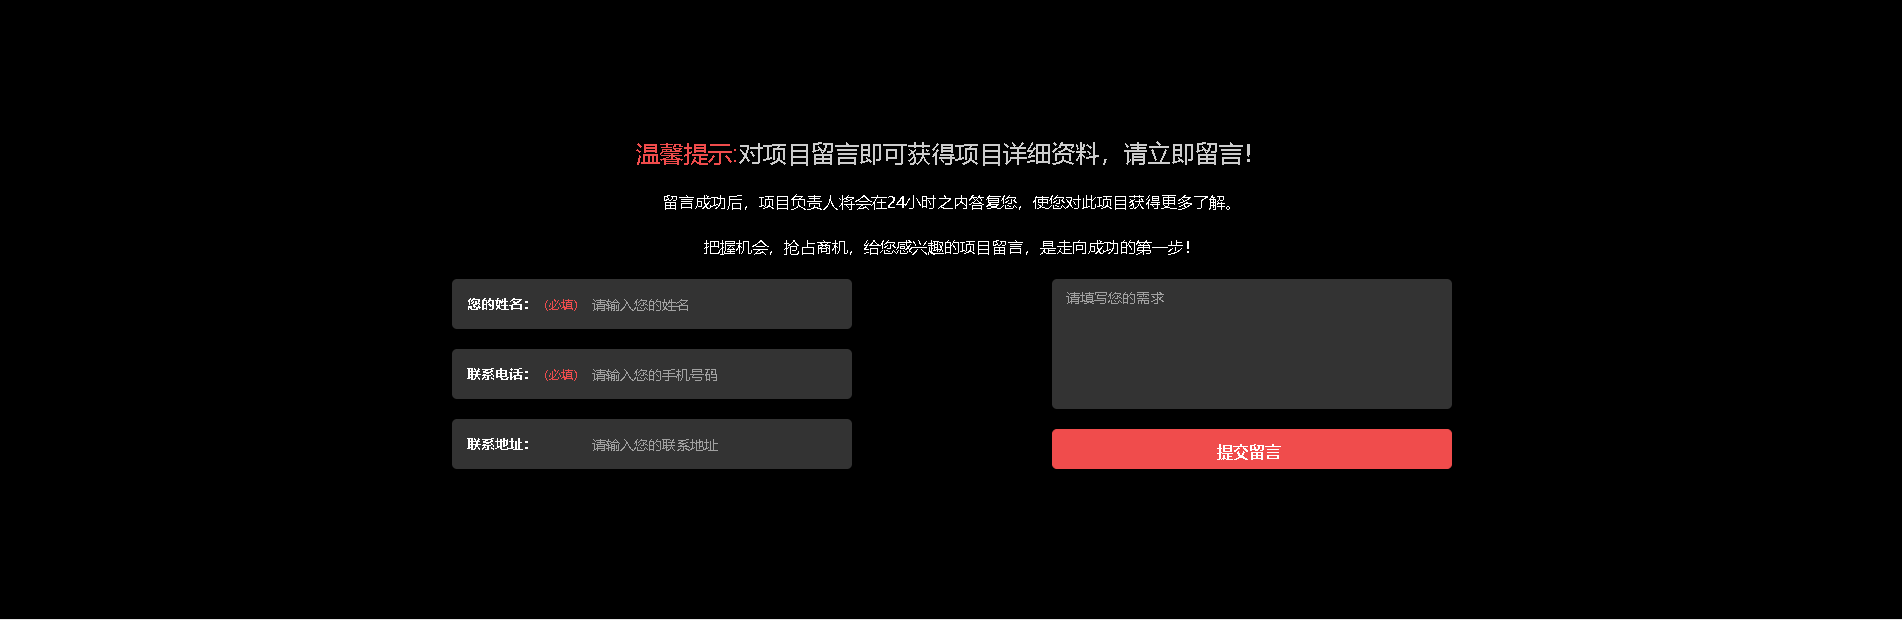 温馨提示:对项目留言即可获得项目详细资料，请立即留言!
留言成功后，项目负责人将会在24小时之内答复您，使您对此项目获得更多了解。
把握机会，抢占商机，给您感兴趣的项目留言，是走向成功的第一步!
您的姓名： (必填) 请输入您的姓名
联系电话： (必填) 请输入您的手机号码
联系地址： 请输入您的联系地址
请填写您的需求
提交留言